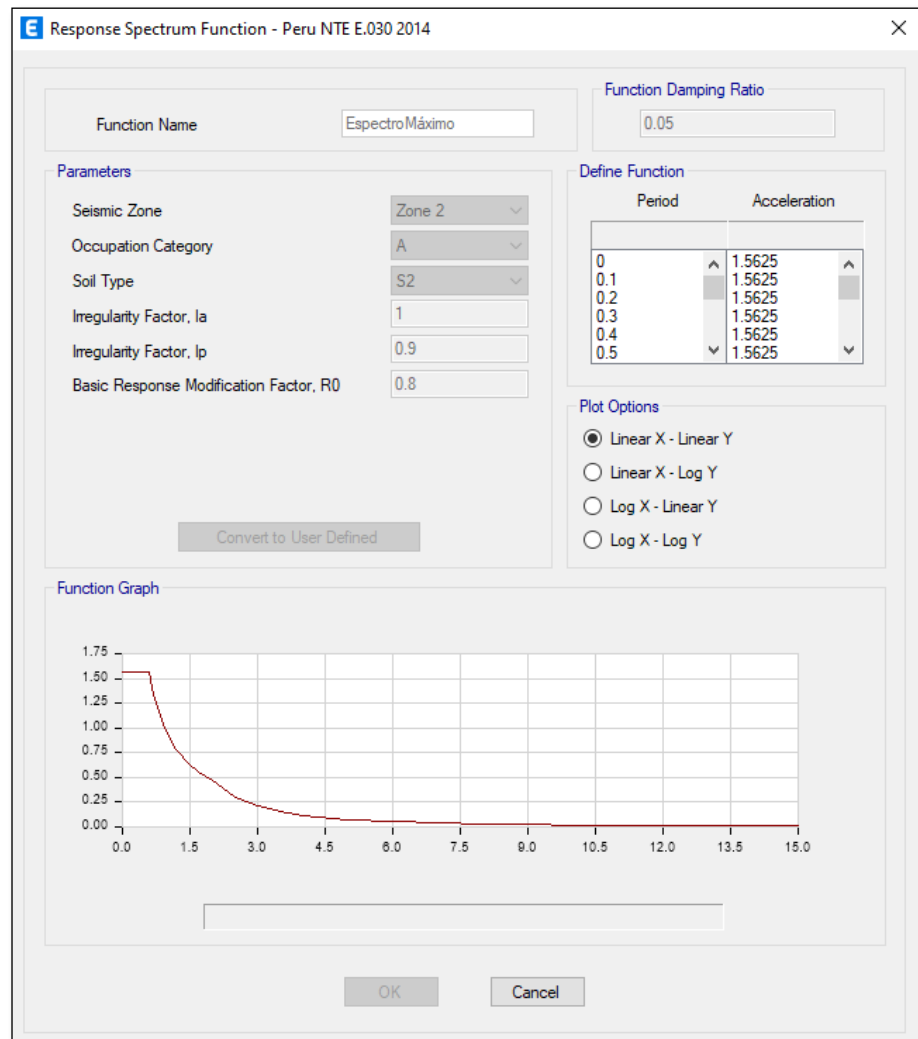 E Response Spectrum Function - Peru NTE E.030 2014
Function Name EspectroMáximo
Function Damping Ratio
0.05
Parameters
Seismic Zone Zone 2
Occupation Category A
Soil Type S2
Irregularity Factor, Ia 1
Irregularity Factor, Ip 0.9
Basic Response Modification Factor, R0 0.8
Convert to User Defined
Define Function
Period Acceleration
0 1.5625
0.1 1.5625
0.2 1.5625
0.3 1.5625
0.4 1.5625
0.5 1.5625
Plot Options
Linear X - Linear Y
Linear X - Log Y
Log X - Linear Y
Log X - Log Y
Function Graph
1.75
1.50
1.25
1.00
0.75
0.50
0.25
0.00
0.0 1.5 3.0 4.5 6.0 7.5 9.0 10.5 12.0 13.5 15.0
OK Cancel